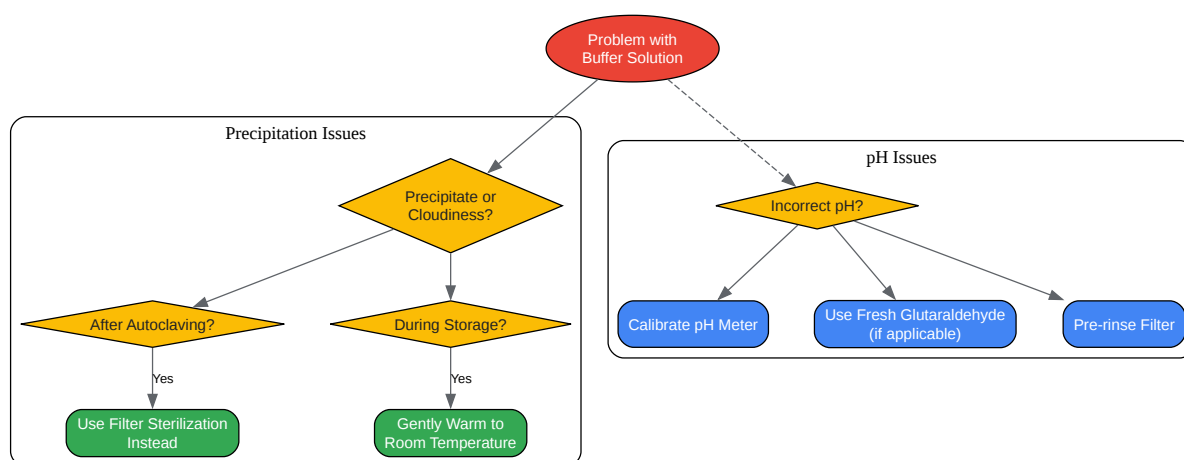 Problem with
Buffer Solution
Precipitation Issues
pH Issues
Precipitate or
Cloudiness?
Incorrect pH?
After Autoclaving?
During Storage?
Calibrate pH Meter
Use Fresh Glutaraldehyde
(if applicable)
Pre-rinse Filter
Yes
Yes
Use Filter Sterilization
Instead
Gently Warm to
Room Temperature